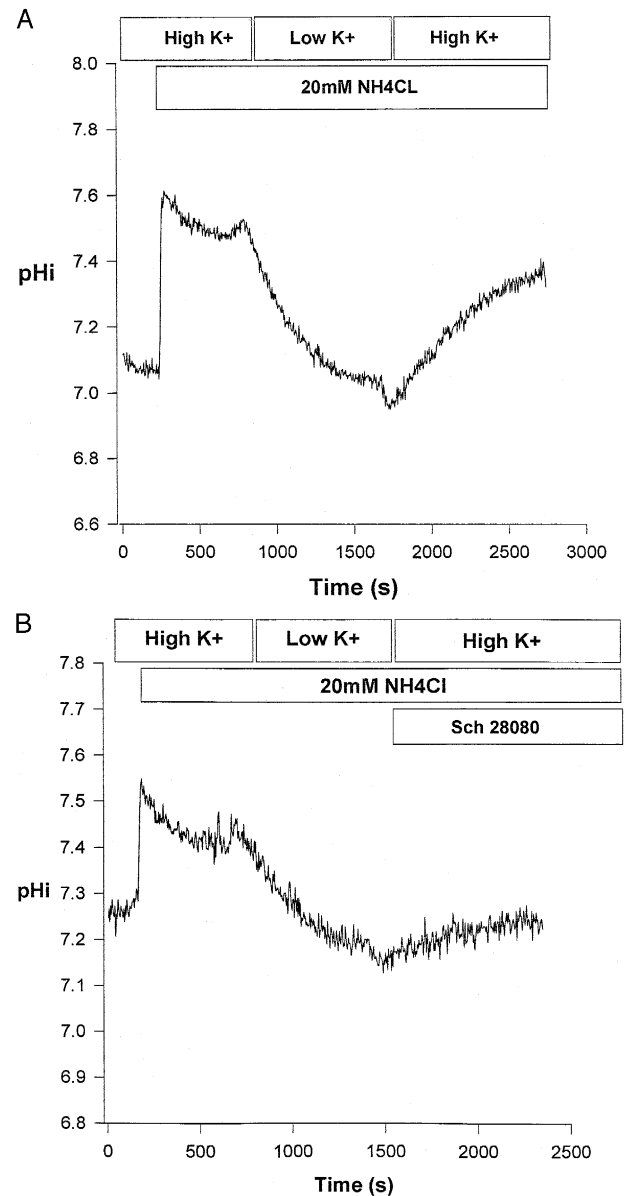 A
High K+ Low K+ High K+
20mM NH4CL
8.0
7.8
7.6
7.4
7.2
7.0
6.8
6.6
pHi
0 500 1000 1500 2000 2500 3000
Time (s)
B
High K+ Low K+ High K+
20mM NH4Cl
Sch 28080
7.8
7.7
7.6
7.5
7.4
7.3
7.2
7.1
7.0
6.9
6.8
pHi
0 500 1000 1500 2000 2500
Time (s)